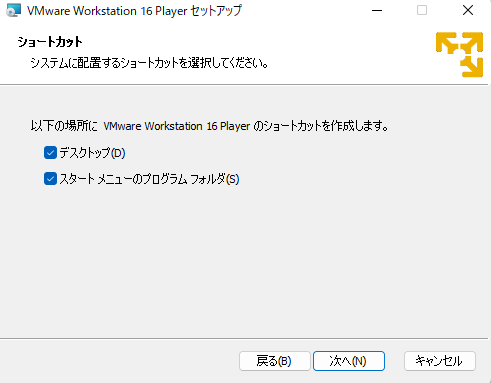 VMware Workstation 16 Player セットアップ
ショートカット
システムに配置するショートカットを選択してください。
以下の場所に VMware Workstation 16 Player のショートカットを作成します。
デスクトップ(D)
スタート メニューのプログラム フォルダ(S)
戻る(B)
次へ(N)
キャンセル